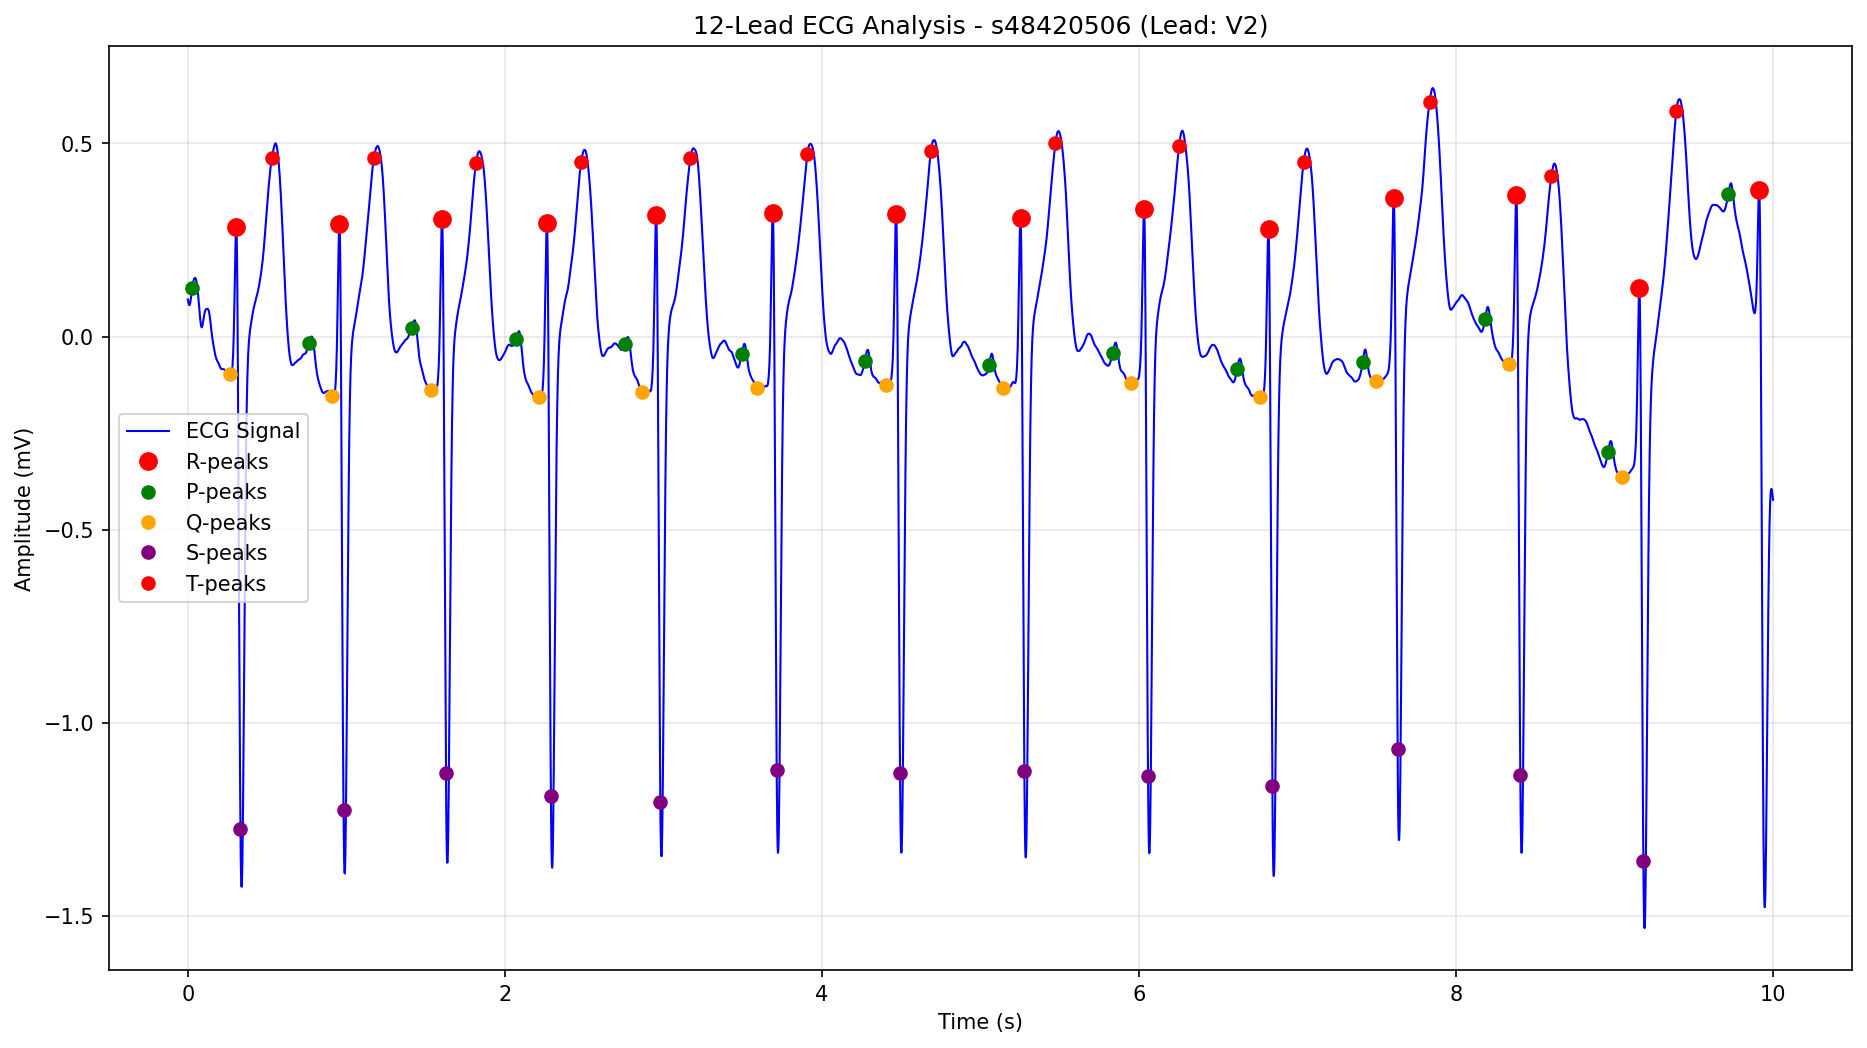 12-Lead ECG Analysis - s48420506 (Lead: V2)
Amplitude (mV)
0.5
0.0
−0.5
−1.0
−1.5
ECG Signal
R-peaks
P-peaks
Q-peaks
S-peaks
T-peaks
0 2 4 6 8 10
Time (s)